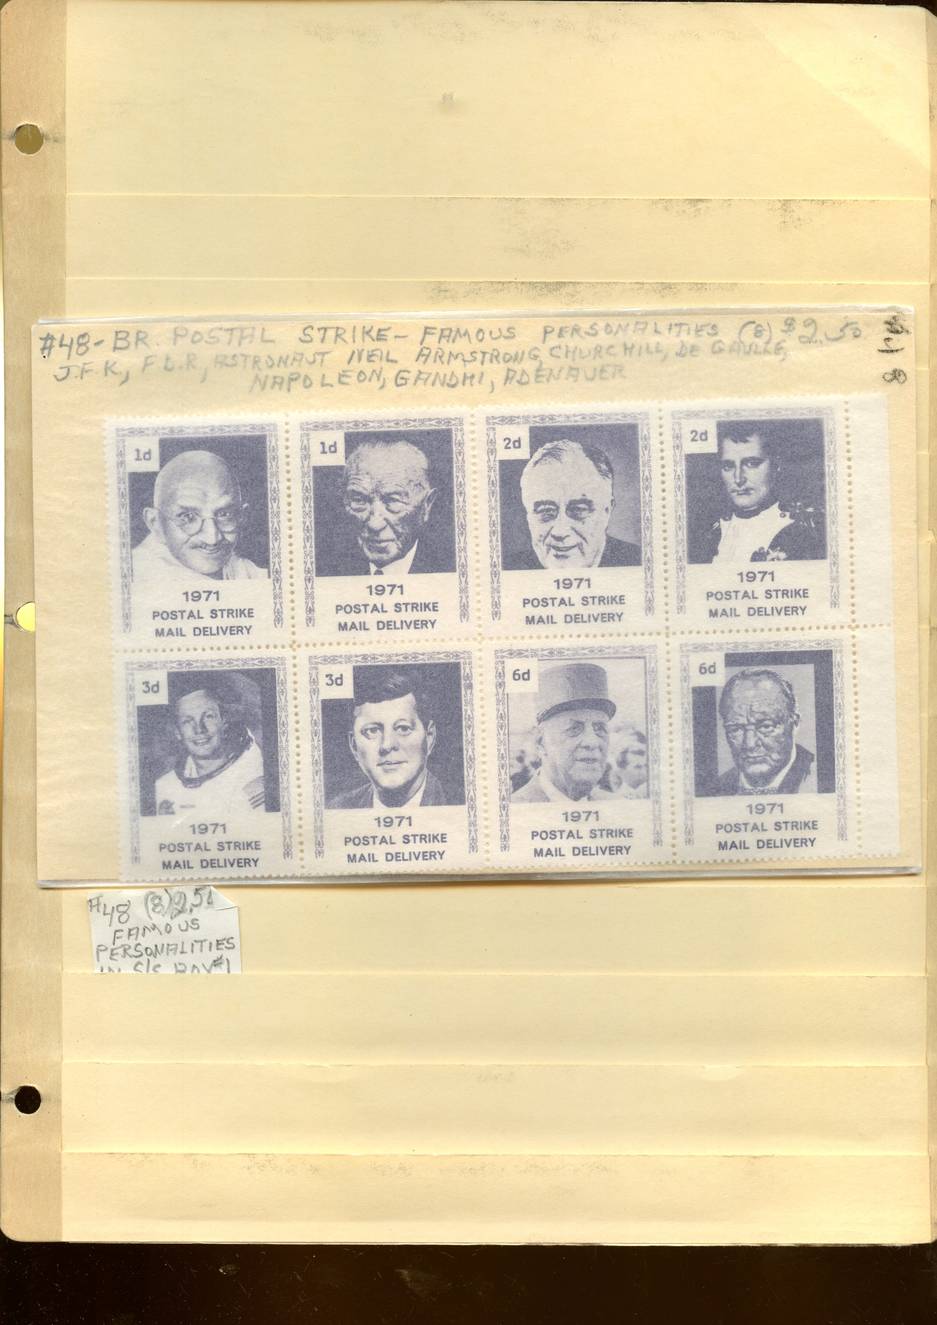 #48-BR. POSTAL STRIKE-FAMOUS PERSONALITIES (8) $2.50
J.F.K., F.D.R, ASTRONAUT NEIL ARMSTRONG, CHURCHILL, DE GAULLE,
NAPOLEON, GANDHI, ADENAUER
1d
1971
POSTAL STRIKE
MAIL DELIVERY
1d
1971
POSTAL STRIKE
MAIL DELIVERY
2d
1971
POSTAL STRIKE
MAIL DELIVERY
2d
1971
POSTAL STRIKE
MAIL DELIVERY
3d
1971
POSTAL STRIKE
MAIL DELIVERY
3d
1971
POSTAL STRIKE
MAIL DELIVERY
6d
1971
POSTAL STRIKE
MAIL DELIVERY
6d
1971
POSTAL STRIKE
MAIL DELIVERY
#48 (8) 2.50
FAMOUS
PERSONALITIES
IN S/S BOX #1